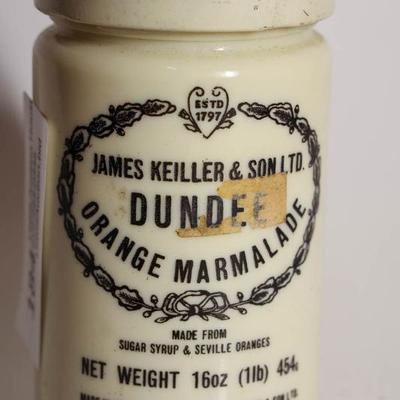 ESTD
1797
JAMES KEILLER & SON LTD.
DUNDEE
ORANGE MARMALADE
MADE FROM
SUGAR SYRUP & SEVILLE ORANGES
NET WEIGHT 16oz (1lb) 454g